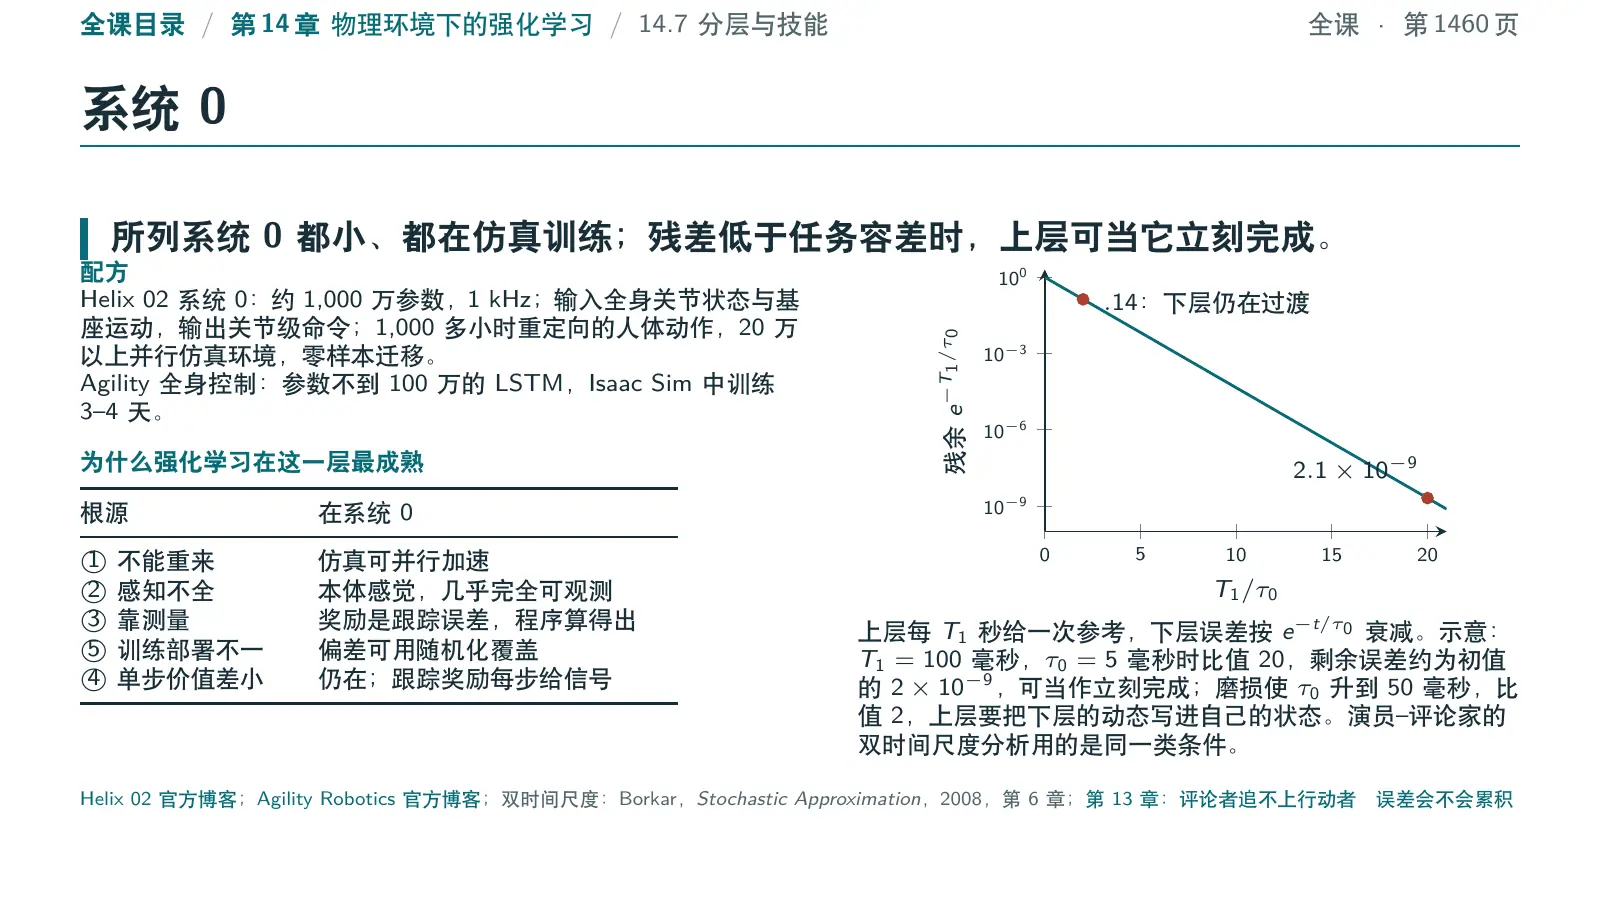 全课目录 / 第 14 章 物理环境下的强化学习 / 14.7 分层与技能
全课 · 第 1460 页
系统 0
所列系统 0 都小、都在仿真训练；残差低于任务容差时，上层可当它立刻完成。
配方
Helix 02 系统 0：约 1,000 万参数，1 kHz；输入全身关节状态与基
座运动，输出关节级命令；1,000 多小时重定向的人体动作，20 万
以上并行仿真环境，零样本迁移。
Agility 全身控制：参数不到 100 万的 LSTM，Isaac Sim 中训练
3–4 天。
为什么强化学习在这一层最成熟
根源 在系统 0
① 不能重来 仿真可并行加速
② 感知不全 本体感觉，几乎完全可观测
③ 靠测量 奖励是跟踪误差，程序算得出
⑤ 训练部署不一 偏差可用随机化覆盖
④ 单步价值差小 仍在；跟踪奖励每步给信号
10⁰
10⁻³
10⁻⁶
10⁻⁹
残余 e^{−T₁/τ₀}
.14：下层仍在过渡
2.1 × 10⁻⁹
0 5 10 15 20
T₁/τ₀
上层每 T₁ 秒给一次参考，下层误差按 e^{−t/τ₀} 衰减。示意：
T₁ = 100 毫秒，τ₀ = 5 毫秒时比值 20，剩余误差约为初值
的 2 × 10⁻⁹，可当作立刻完成；磨损使 τ₀ 升到 50 毫秒，比
值 2，上层要把下层的动态写进自己的状态。演员–评论家的
双时间尺度分析用的是同一类条件。
Helix 02 官方博客；Agility Robotics 官方博客；双时间尺度：Borkar，Stochastic Approximation，2008，第 6 章；第 13 章：评论者追不上行动者 误差会不会累积